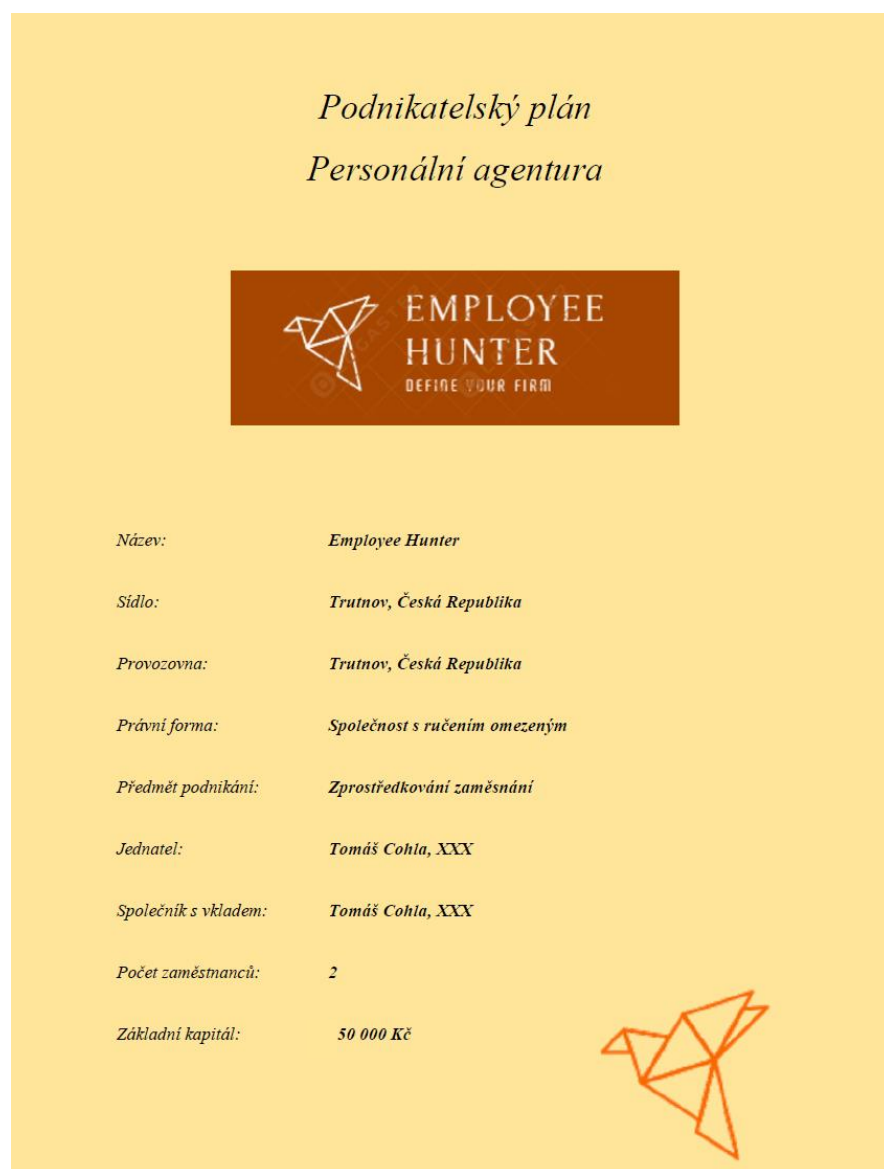 Podnikatelský plán
Personální agentura
EMPLOYEE
HUNTER
DEFINE YOUR FIRM
Název: Employee Hunter
Sídlo: Trutnov, Česká Republika
Provozovna: Trutnov, Česká Republika
Právní forma: Společnost s ručením omezeným
Předmět podnikání: Zprostředkování zaměsnání
Jednatel: Tomáš Cohla, XXX
Společník s vkladem: Tomáš Cohla, XXX
Počet zaměstnanců: 2
Základní kapitál: 50 000 Kč